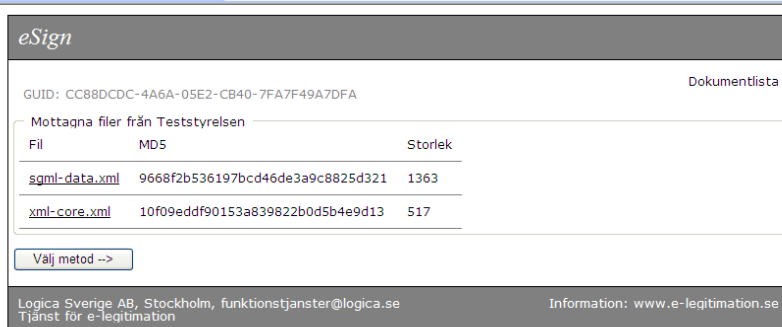 eSign
Dokumentlista
GUID: CC88DCDC-4A6A-05E2-CB40-7FA7F49A7DFA
Mottagna filer från Teststyrelsen
Fil MD5 Storlek
sgml-data.xml 9668f2b536197bcd46de3a9c8825d321 1363
xml-core.xml 10f09eddf90153a839822b0d5b4e9d13 517
Välj metod -->
Logica Sverige AB, Stockholm, funktionstjanster@logica.se Information: www.e-legitimation.se
Tjänst för e-legitimation